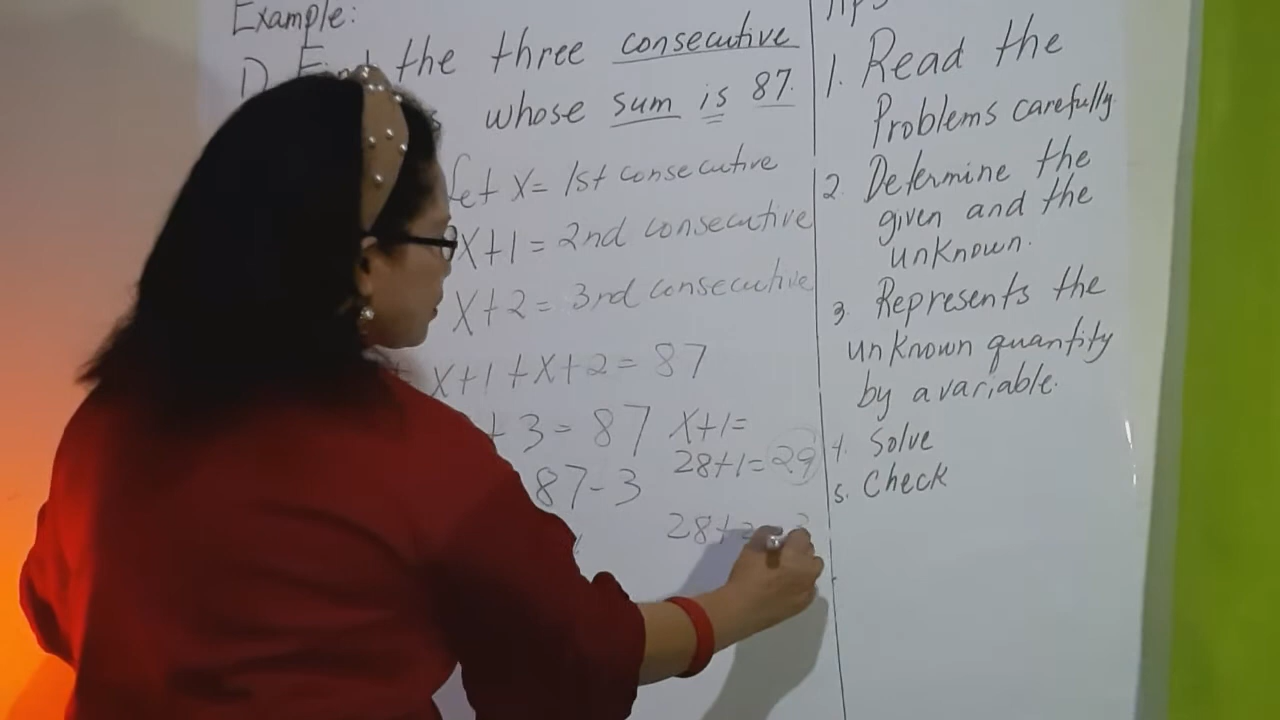 Example:
1) Find the three consecutive
whose sum is 87.
Let X = 1st consecutive
X+1 = 2nd consecutive
X+2 = 3rd consecutive
X+1+X+2=87
+3=87
87-3
X+1=
28+1=29
28+2=3
1. Read the
Problems carefully.
2. Determine the
given and the
unknown.
3. Represents the
unknown quantity
by a variable.
4. Solve
5. Check